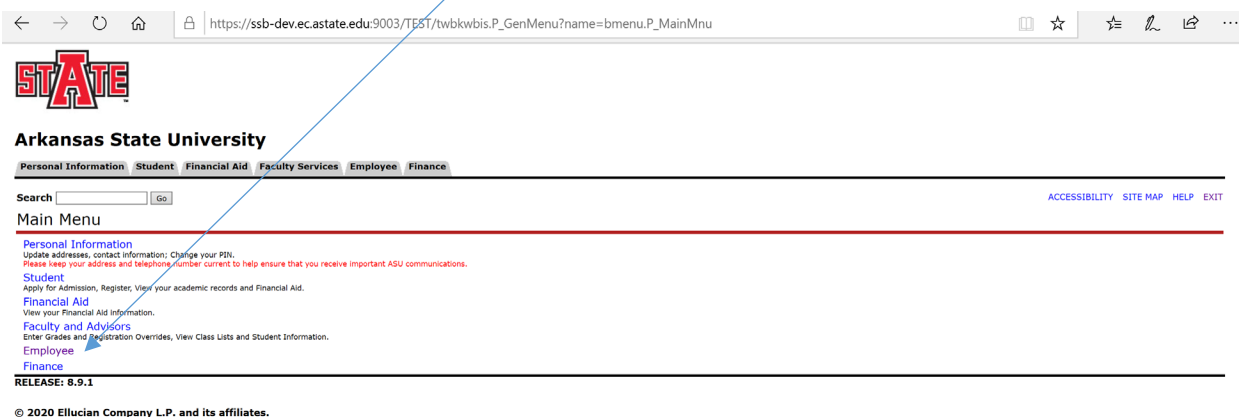 https://ssb-dev.ec.astate.edu:9003/TEST/twbkwbis.P_GenMenu?name=bmenu.P_MainMnu
STATE
TM
Arkansas State University
Personal Information Student Financial Aid Faculty Services Employee Finance
Search Go ACCESSIBILITY SITE MAP HELP EXIT
Main Menu
Personal Information
Update addresses, contact information; Change your PIN.
Please keep your address and telephone number current to help ensure that you receive important ASU communications.
Student
Apply for Admission, Register, View your academic records and Financial Aid.
Financial Aid
View your Financial Aid information.
Faculty and Advisors
Enter Grades and Registration Overrides, View Class Lists and Student Information.
Employee
Finance
RELEASE: 8.9.1
© 2020 Ellucian Company L.P. and its affiliates.